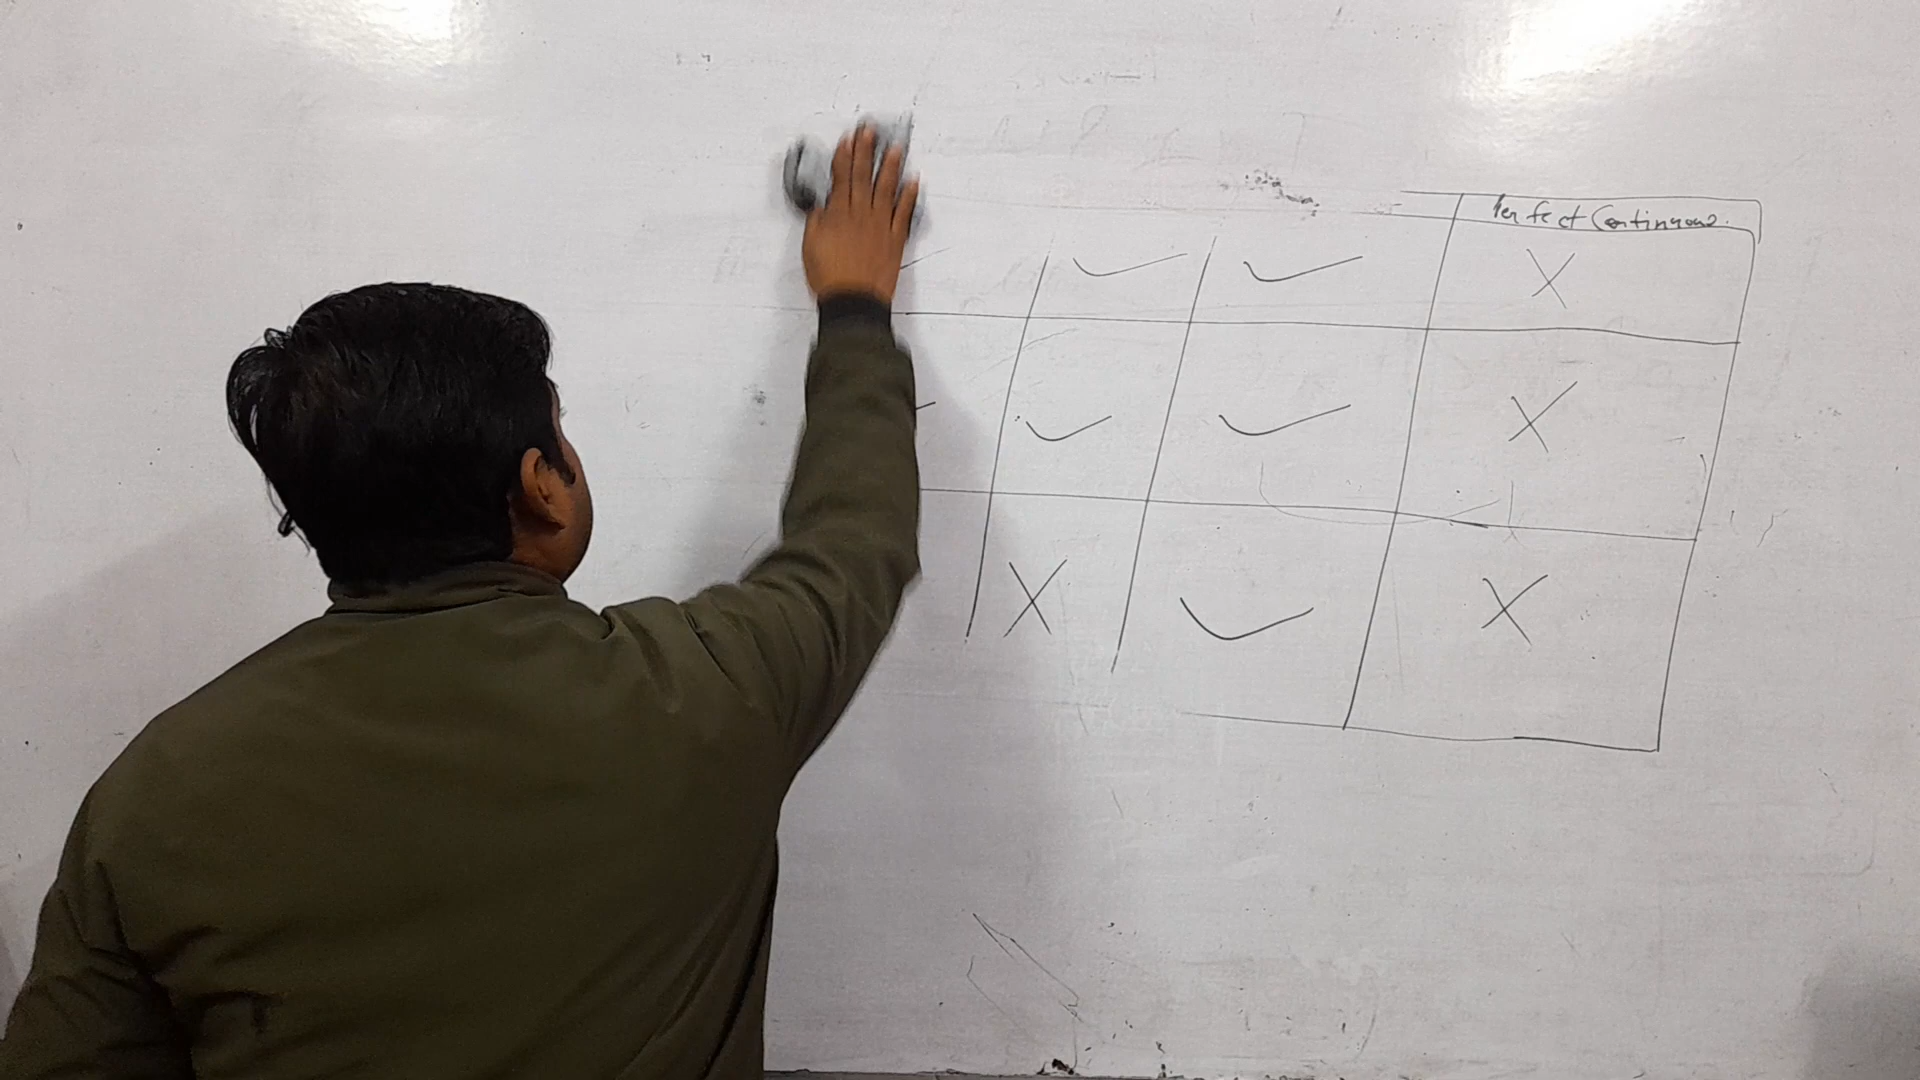 Perfect Continuous.
✓ ✓ X
✓ ✓ X
X ✓ X